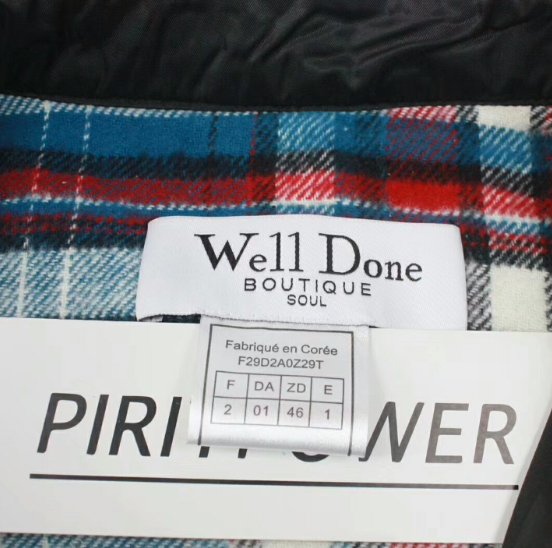 Well Done
BOUTIQUE
SOUL
Fabriqué en Corée
F29D2A0Z29T
F DA ZD E
2 01 46 1